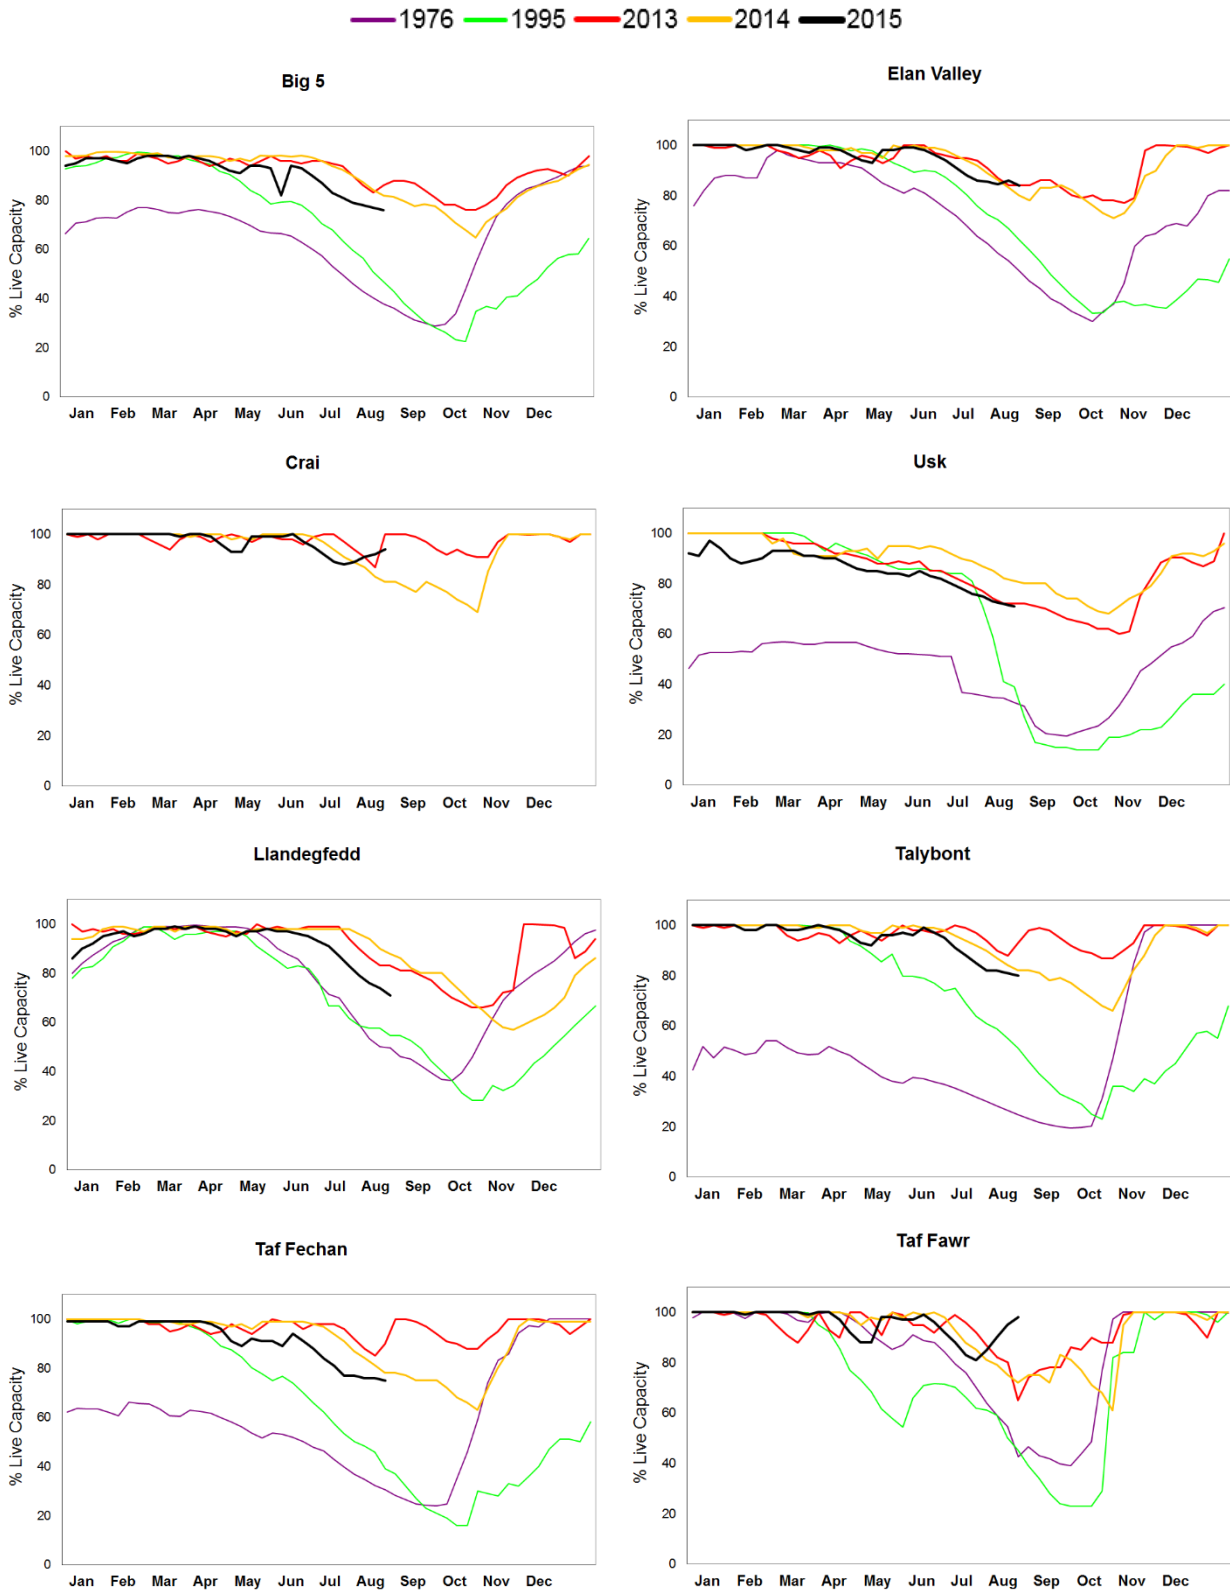 1976 1995 2013 2014 2015
Big 5
% Live Capacity
100
80
60
40
20
0
Jan Feb Mar Apr May Jun Jul Aug Sep Oct Nov Dec
Elan Valley
% Live Capacity
100
80
60
40
20
0
Jan Feb Mar Apr May Jun Jul Aug Sep Oct Nov Dec
Crai
% Live Capacity
100
80
60
40
20
0
Jan Feb Mar Apr May Jun Jul Aug Sep Oct Nov Dec
Usk
% Live Capacity
100
80
60
40
20
0
Jan Feb Mar Apr May Jun Jul Aug Sep Oct Nov Dec
Llandegfedd
% Live Capacity
100
80
60
40
20
0
Jan Feb Mar Apr May Jun Jul Aug Sep Oct Nov Dec
Talybont
% Live Capacity
100
80
60
40
20
0
Jan Feb Mar Apr May Jun Jul Aug Sep Oct Nov Dec
Taf Fechan
% Live Capacity
100
80
60
40
20
0
Jan Feb Mar Apr May Jun Jul Aug Sep Oct Nov Dec
Taf Fawr
% Live Capacity
100
80
60
40
20
0
Jan Feb Mar Apr May Jun Jul Aug Sep Oct Nov Dec